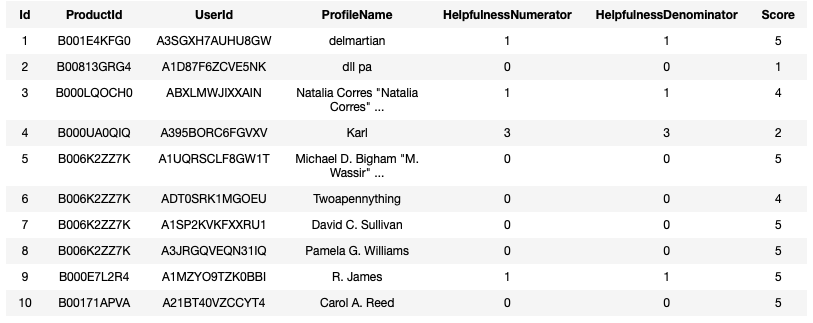 Id ProductId UserId ProfileName HelpfulnessNumerator HelpfulnessDenominator Score
1 B001E4KFG0 A3SGXH7AUHU8GW delmartian 1 1 5
2 B00813GRG4 A1D87F6ZCVE5NK dll pa 0 0 1
3 B000LQOCH0 ABXLMWJIXXAIN Natalia Corres "Natalia 1 1 4
Corres" ...
4 B000UA0QIQ A395BORC6FGVXV Karl 3 3 2
5 B006K2ZZ7K A1UQRSCLF8GW1T Michael D. Bigham "M. 0 0 5
Wassir" ...
6 B006K2ZZ7K ADT0SRK1MGOEU Twoapennything 0 0 4
7 B006K2ZZ7K A1SP2KVKFXXRU1 David C. Sullivan 0 0 5
8 B006K2ZZ7K A3JRGQVEQN31IQ Pamela G. Williams 0 0 5
9 B000E7L2R4 A1MZYO9TZK0BBI R. James 1 1 5
10 B00171APVA A21BT40VZCCYT4 Carol A. Reed 0 0 5